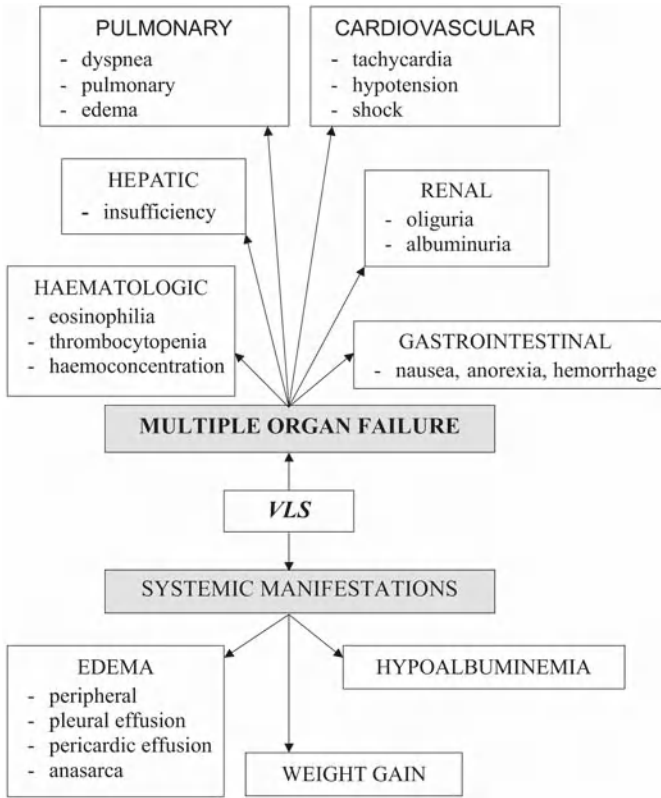 PULMONARY
- dyspnea
- pulmonary
- edema
CARDIOVASCULAR
- tachycardia
- hypotension
- shock
HEPATIC
- insufficiency
RENAL
- oliguria
- albuminuria
HAEMATOLOGIC
- eosinophilia
- thrombocytopenia
- haemoconcentration
GASTROINTESTINAL
- nausea, anorexia, hemorrhage
MULTIPLE ORGAN FAILURE
VLS
SYSTEMIC MANIFESTATIONS
EDEMA
- peripheral
- pleural effusion
- pericardic effusion
- anasarca
HYPOALBUMINEMIA
WEIGHT GAIN